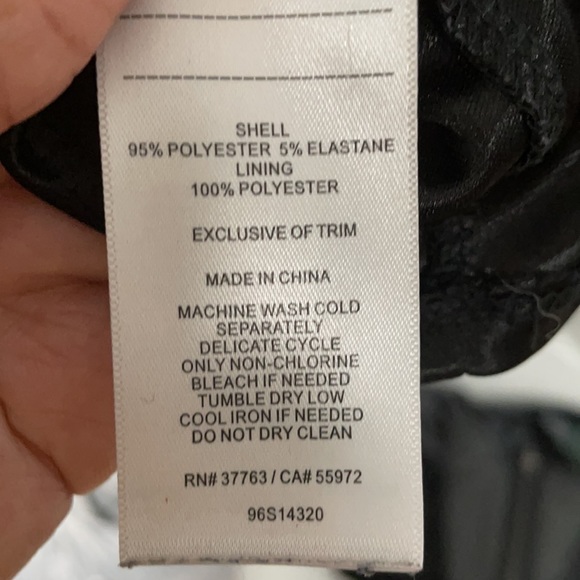 SHELL
95% POLYESTER 5% ELASTANE
LINING
100% POLYESTER
EXCLUSIVE OF TRIM
MADE IN CHINA
MACHINE WASH COLD
SEPARATELY
DELICATE CYCLE
ONLY NON-CHLORINE
BLEACH IF NEEDED
TUMBLE DRY LOW
COOL IRON IF NEEDED
DO NOT DRY CLEAN
RN# 37763 / CA# 55972
96S14320